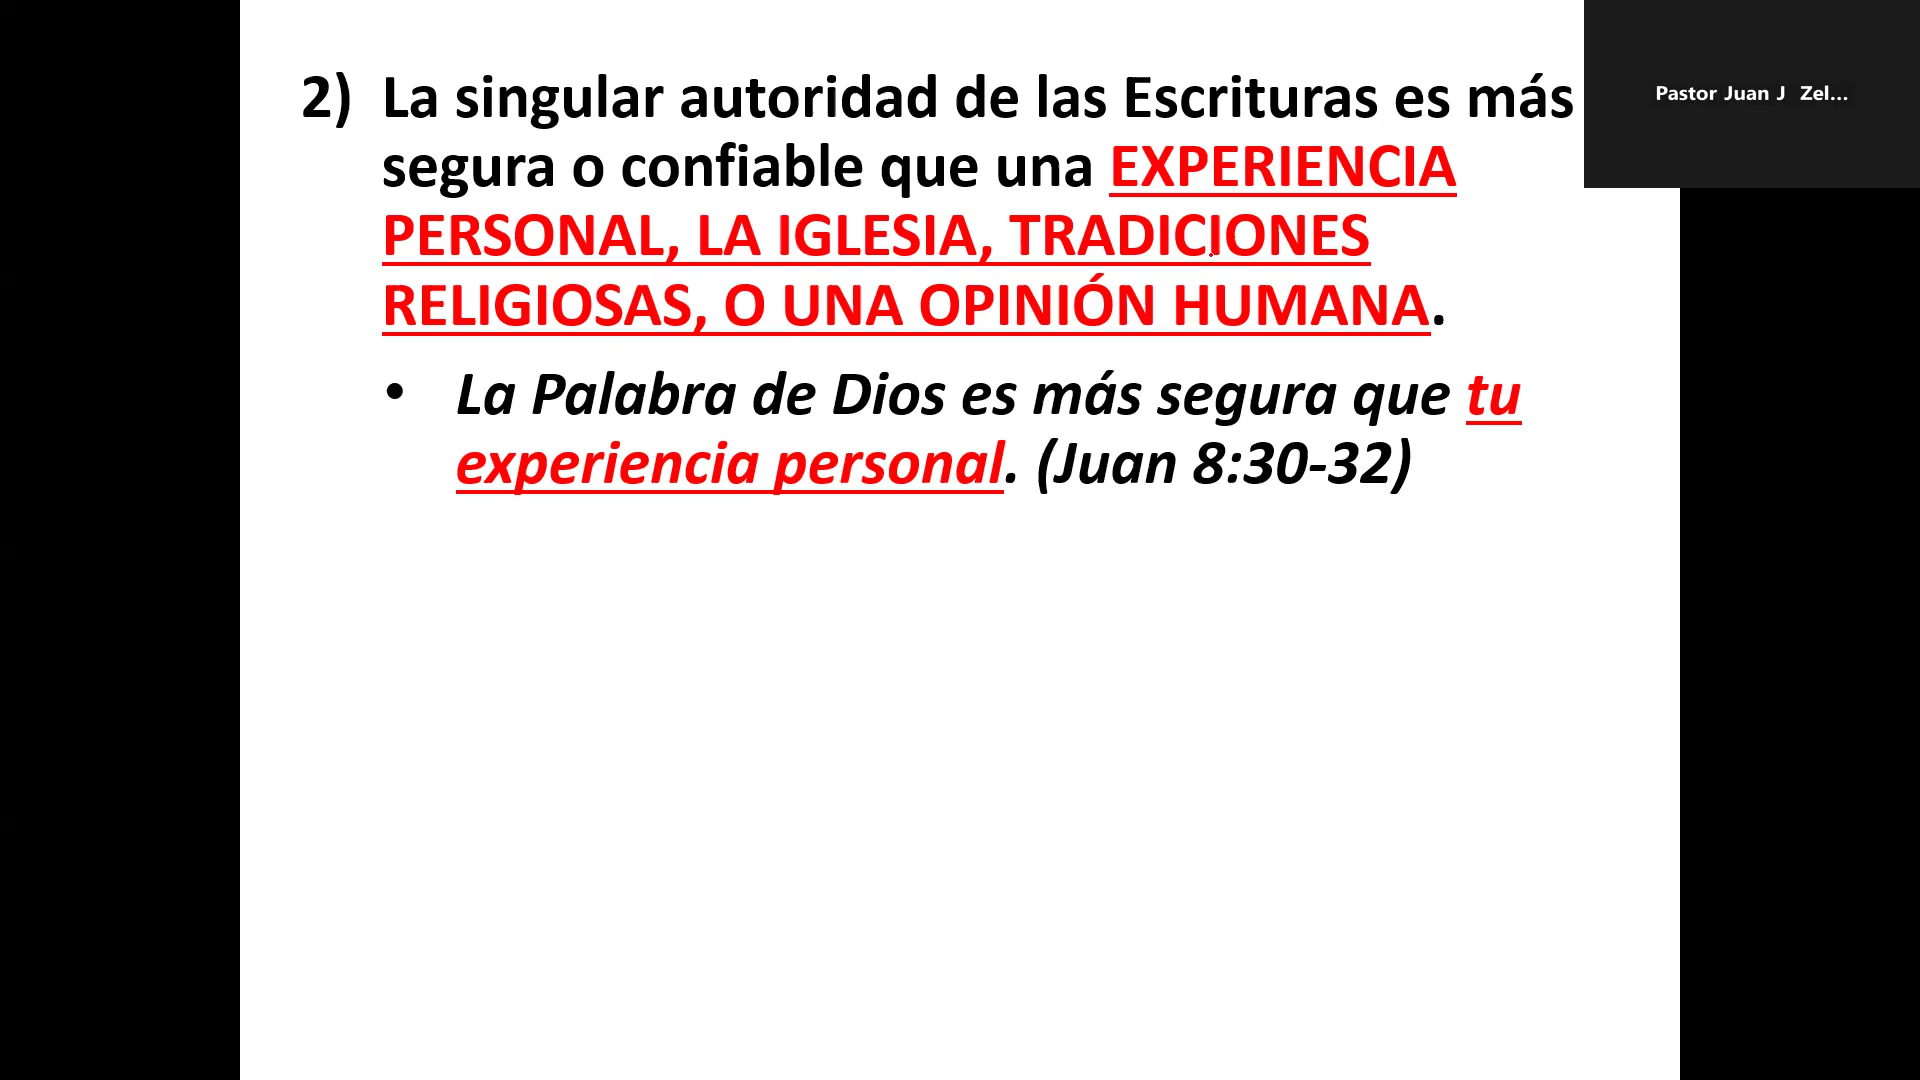 2) La singular autoridad de las Escrituras es más
segura o confiable que una EXPERIENCIA
PERSONAL, LA IGLESIA, TRADICIONES
RELIGIOSAS, O UNA OPINIÓN HUMANA.
• La Palabra de Dios es más segura que tu
experiencia personal. (Juan 8:30-32)
Pastor Juan J Zel...